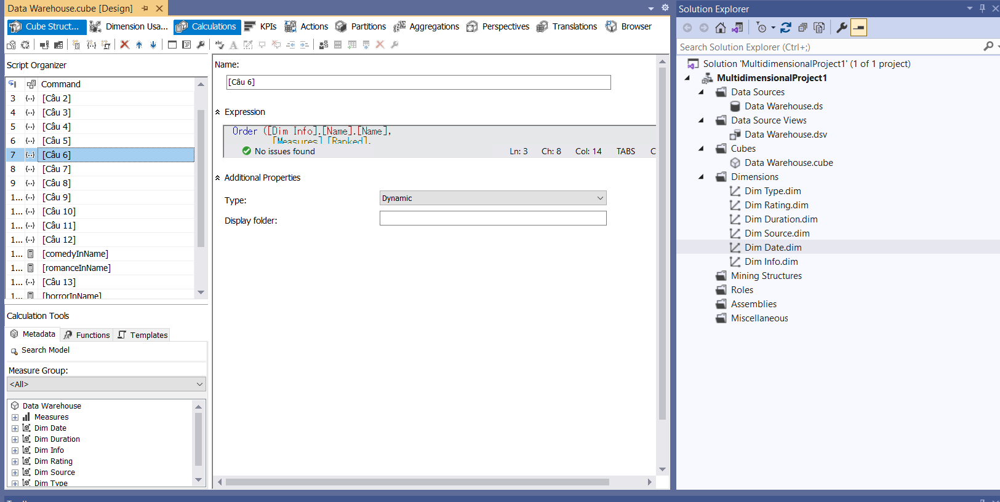 Data Warehouse.cube [Design]
Cube Struct...
Dimension Usa...
Calculations
KPIs
Actions
Partitions
Aggregations
Perspectives
Translations
Browser
Script Organizer
Command
3 [Câu 2]
4 [Câu 3]
5 [Câu 4]
6 [Câu 5]
7 [Câu 6]
8 [Câu 7]
9 [Câu 8]
1... [Câu 9]
1... [Câu 10]
1... [Câu 11]
1... [Câu 12]
1... [comedyInName]
1... [romanceInName]
1... [Câu 13]
1... [horrorInName]
Calculation Tools
Metadata
Functions
Templates
Search Model
Measure Group:
<All>
Data Warehouse
Measures
Dim Date
Dim Duration
Dim Info
Dim Rating
Dim Source
Dim Type
Name:
[Câu 6]
Expression
Order ([Dim Info].[Name].[Name],
[Measures].[Ranked],
No issues found
Ln: 3 Ch: 8 Col: 14 TABS C
Additional Properties
Type:
Dynamic
Display folder:
Solution Explorer
Search Solution Explorer (Ctrl+;)
Solution 'MultidimensionalProject1' (1 of 1 project)
MultidimensionalProject1
Data Sources
Data Warehouse.ds
Data Source Views
Data Warehouse.dsv
Cubes
Data Warehouse.cube
Dimensions
Dim Type.dim
Dim Rating.dim
Dim Duration.dim
Dim Source.dim
Dim Date.dim
Dim Info.dim
Mining Structures
Roles
Assemblies
Miscellaneous